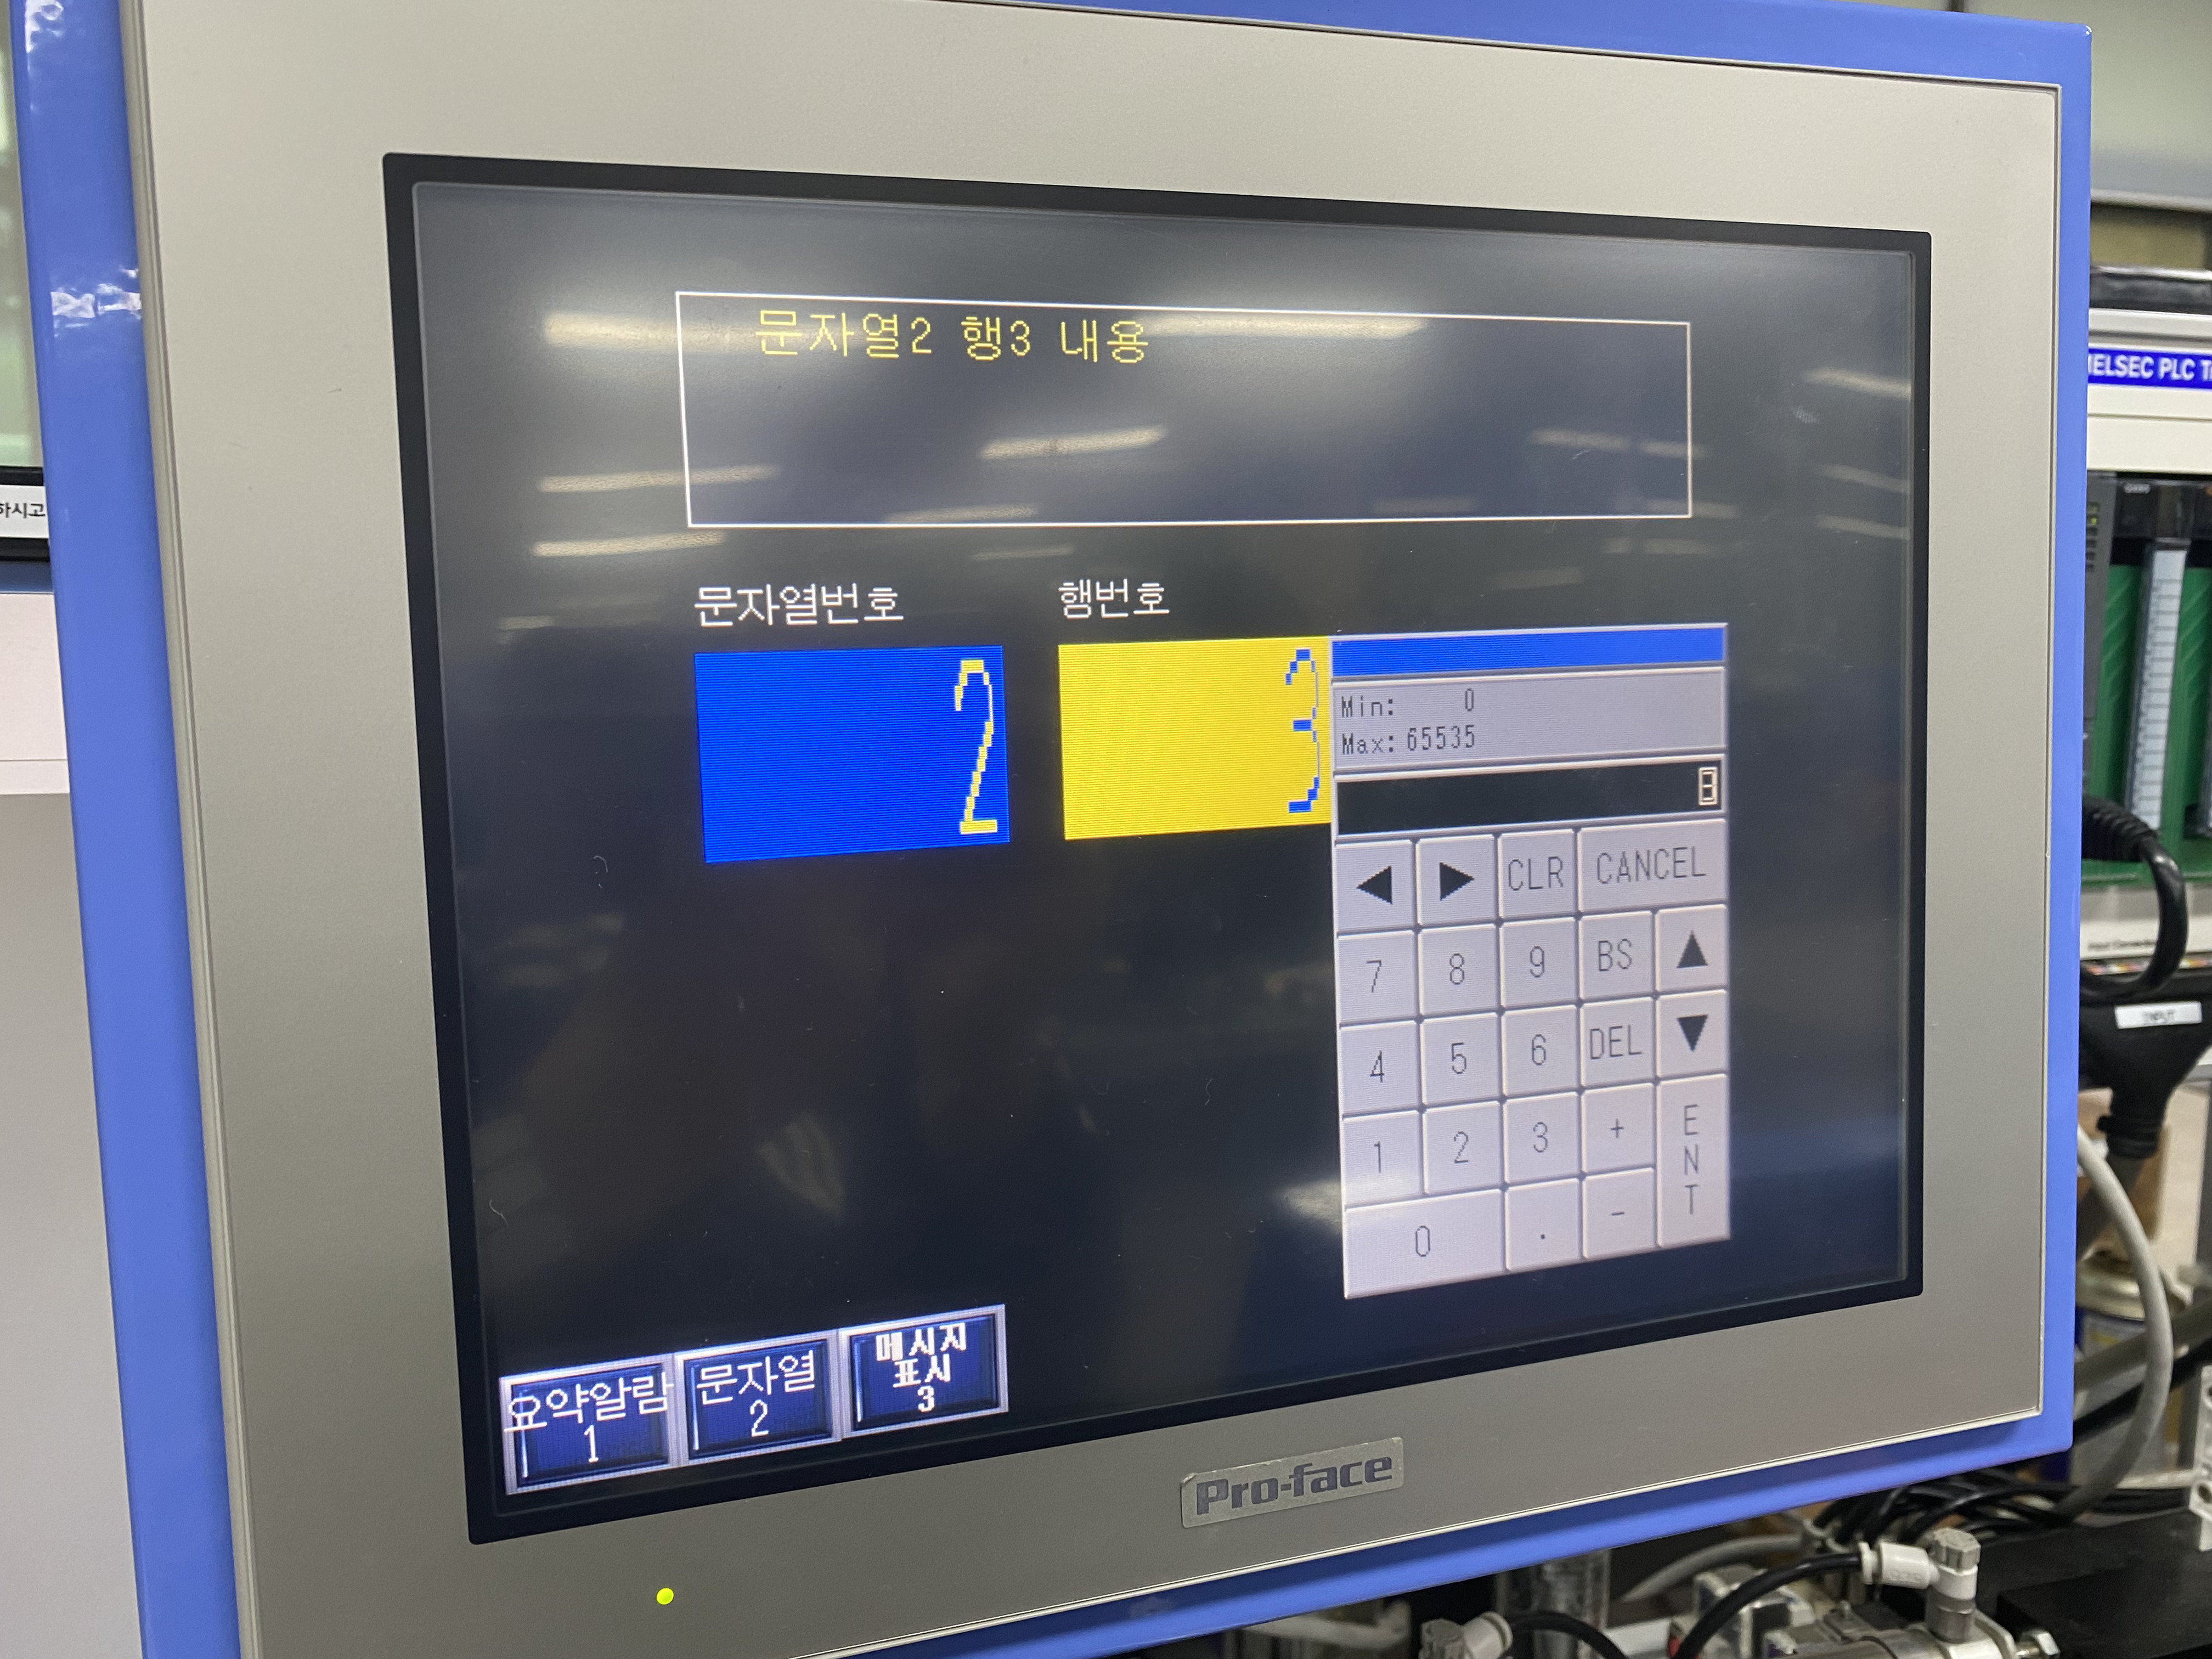 문자열2 행3 내용
문자열번호
행번호
2
3
Min: 0
Max: 65535
3
CLR
CANCEL
7
8
9
BS
4
5
6
DEL
1
2
3
+
ENT
0
.
-
요약알람
1
문자열
2
메시지
표시
3
Pro-face
하시고
ELSEC PLC T
INPUT